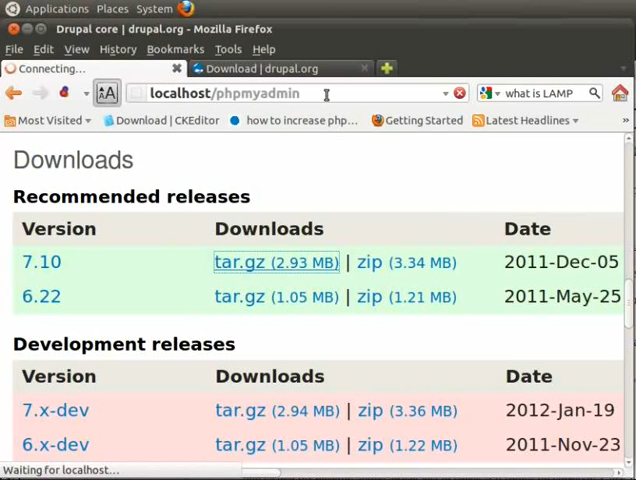 Applications Places System
Drupal core | drupal.org - Mozilla Firefox
File Edit View History Bookmarks Tools Help
Connecting... Download | drupal.org
AA localhost/phpmyadmin what is LAMP
Most Visited Download | CKEditor how to increase php... Getting Started Latest Headlines »
Downloads
Recommended releases
Version Downloads Date
7.10 tar.gz (2.93 MB) | zip (3.34 MB) 2011-Dec-05
6.22 tar.gz (1.05 MB) | zip (1.21 MB) 2011-May-25
Development releases
Version Downloads Date
7.x-dev tar.gz (2.94 MB) | zip (3.36 MB) 2012-Jan-19
6.x-dev tar.gz (1.05 MB) | zip (1.22 MB) 2011-Nov-23
Waiting for localhost...